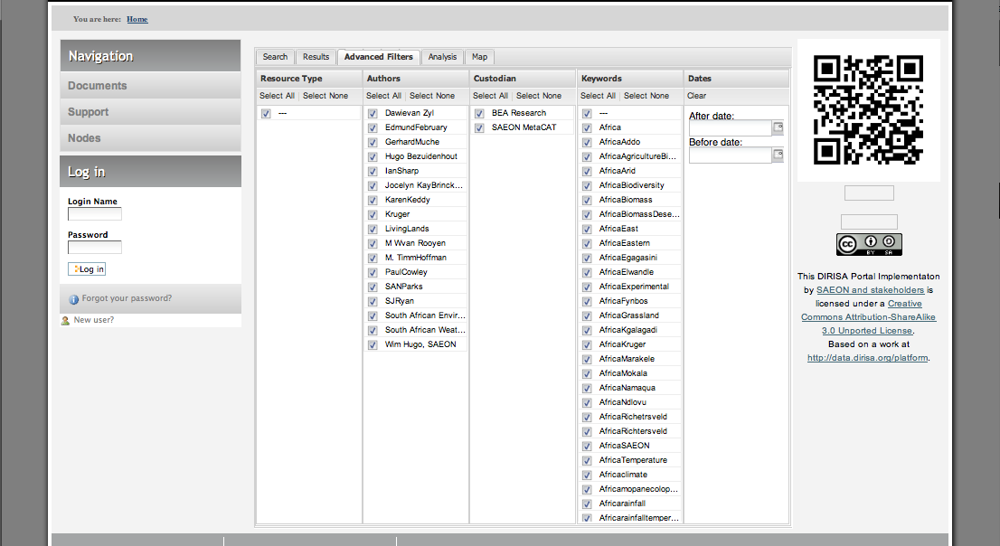 You are here: Home
Navigation
Documents
Support
Nodes
Log in
Login Name
Password
Log in
Forgot your password?
New user?
Search Results Advanced Filters Analysis Map
Resource Type
Select All Select None
---
Authors
Select All Select None
Dawievan Zyl
EdmundFebruary
GerhardMuche
Hugo Bezuidenhout
IanSharp
Jocelyn KayBrinck...
KarenKeddy
Kruger
LivingLands
M Wvan Rooyen
M. TimmHoffman
PaulCowley
SANParks
SJRyan
South African Envir...
South African Weat...
Wim Hugo, SAEON
Custodian
Select All Select None
BEA Research
SAEON MetaCAT
Keywords
Select All Select None
---
Africa
AfricaAddo
AfricaAgricultureBi...
AfricaArid
AfricaBiodiversity
AfricaBiomass
AfricaBiomassDese...
AfricaEast
AfricaEastern
AfricaEgagasini
AfricaElwandle
AfricaExperimental
AfricaFynbos
AfricaGrassland
AfricaKgalagadi
AfricaKruger
AfricaMarakele
AfricaMokala
AfricaNamaqua
AfricaNdlovu
AfricaRichetrsveld
AfricaRichtersveld
AfricaSAEON
AfricaTemperature
Africaclimate
Africamopanecolop...
Africarainfall
Africarainfalltemper...
Dates
Clear
After date:
Before date:
cc BY SA
This DIRISA Portal Implementaton
by SAEON and stakeholders is
licensed under a Creative
Commons Attribution-ShareAlike
3.0 Unported License.
Based on a work at
http://data.dirisa.org/platform.